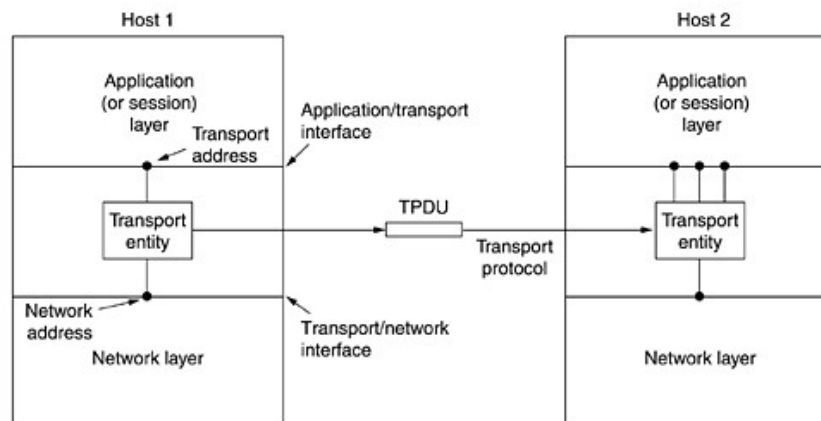 Host 1
Host 2
Application
(or session)
layer
Transport
address
Application/transport
interface
Application
(or session)
layer
Transport
entity
TPDU
Transport
protocol
Transport
entity
Network
address
Transport/network
interface
Network layer
Network layer